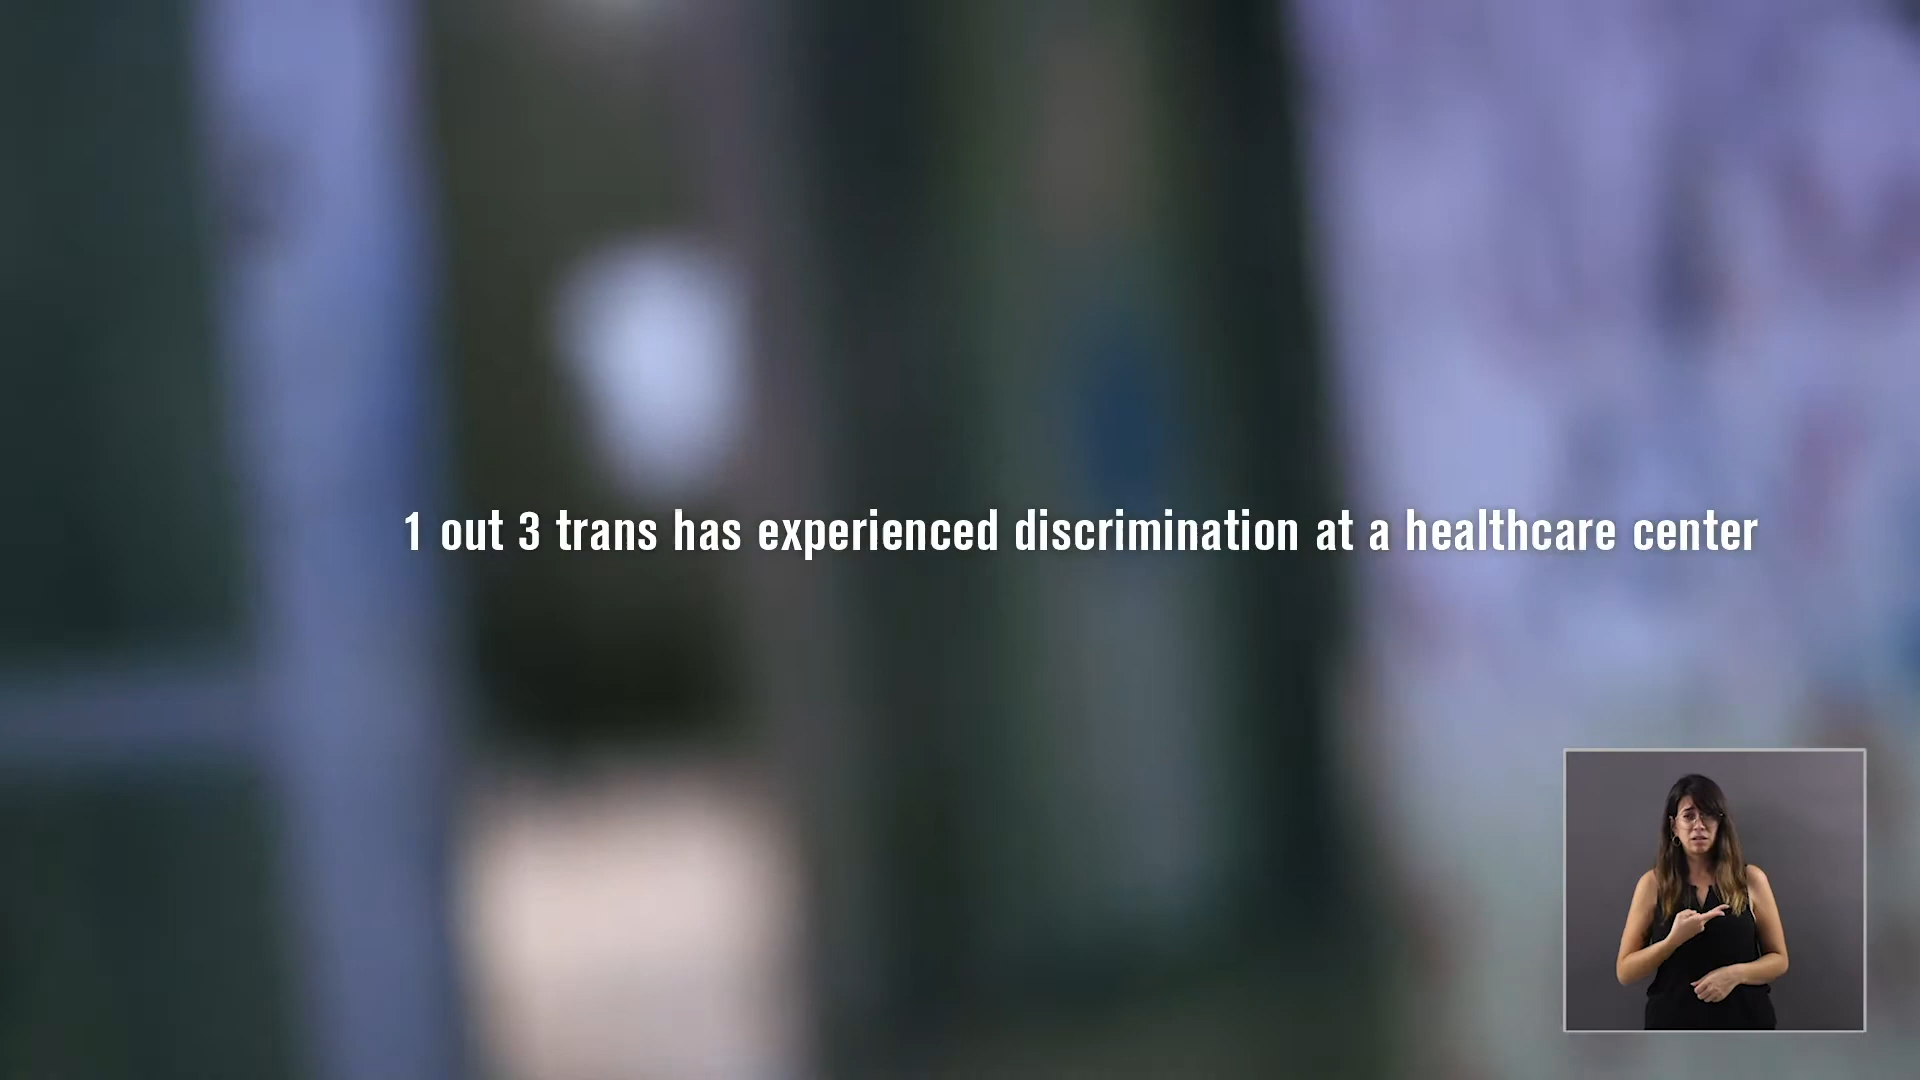 1 out 3 trans has experienced discrimination at a healthcare center